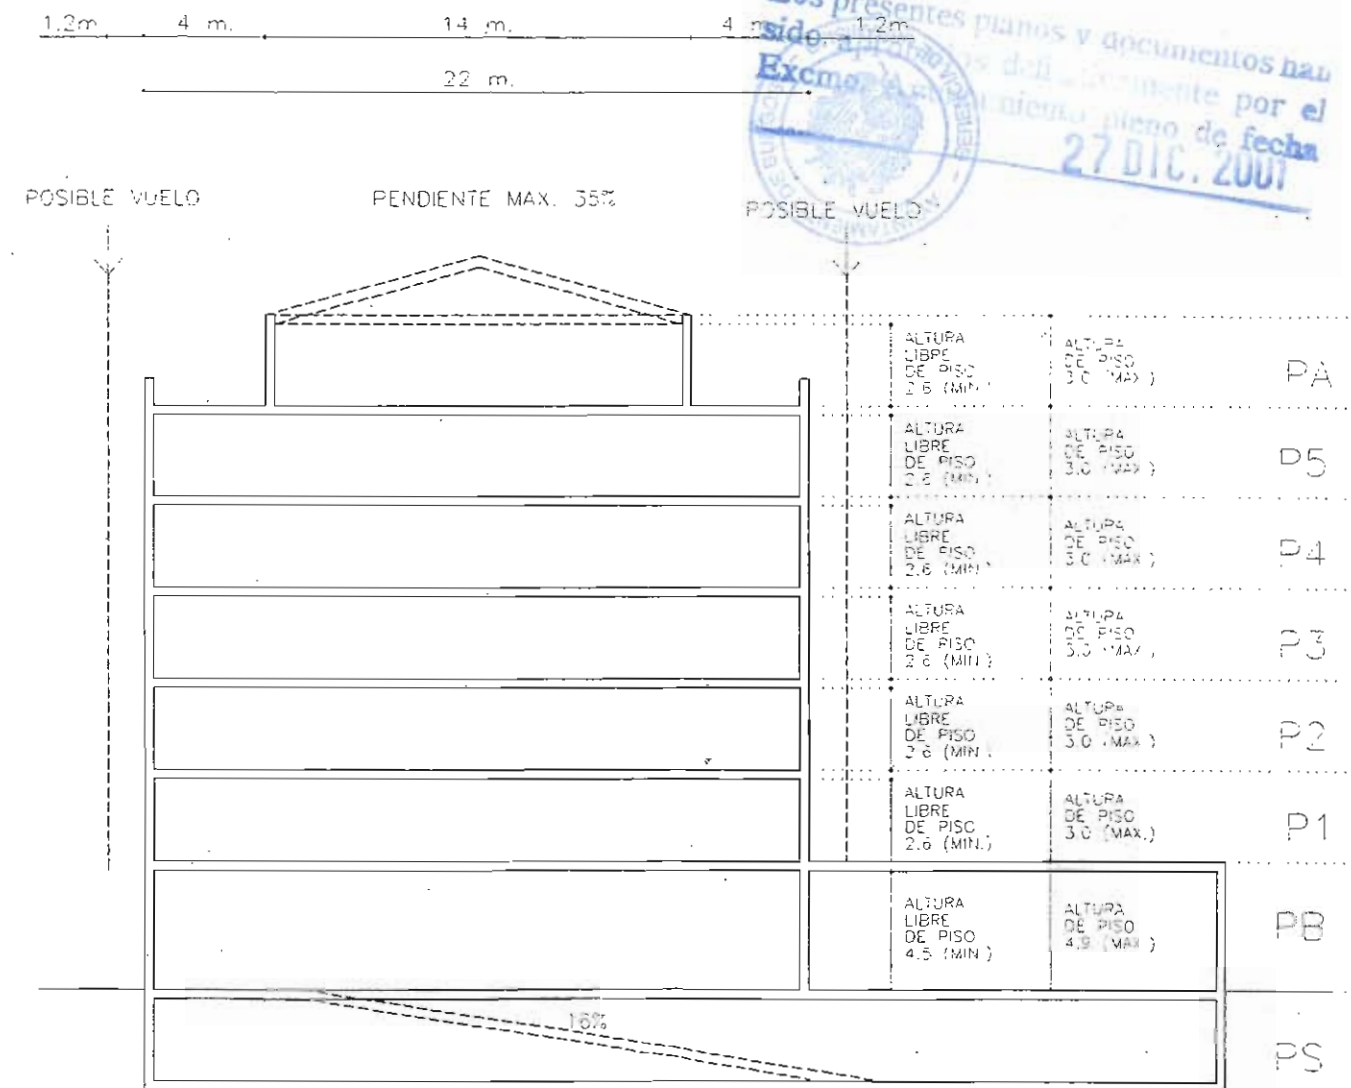 1.2m 4 m. 14 m. 4 m. 1.2m
22 m.
Los presentes planos y documentos han
sido aprobados definitivamente por el
Excmo. Ayuntamiento pleno de fecha
27 DIC. 2001
POSIBLE VUELO
PENDIENTE MAX. 35%
POSIBLE VUELO
ALTURA
LIBRE
DE PISO
2.6 (MIN.)
ALTURA
DE PISO
3.0 (MAX.)
PA
ALTURA
LIBRE
DE PISO
2.6 (MIN.)
ALTURA
DE PISO
3.0 (MAX.)
P5
ALTURA
LIBRE
DE PISO
2.6 (MIN.)
ALTURA
DE PISO
3.0 (MAX.)
P4
ALTURA
LIBRE
DE PISO
2.6 (MIN.)
ALTURA
DE PISO
3.0 (MAX.)
P3
ALTURA
LIBRE
DE PISO
2.6 (MIN.)
ALTURA
DE PISO
3.0 (MAX.)
P2
ALTURA
LIBRE
DE PISO
2.6 (MIN.)
ALTURA
DE PISO
3.0 (MAX.)
P1
ALTURA
LIBRE
DE PISO
4.5 (MIN.)
ALTURA
DE PISO
4.9 (MAX.)
PB
16%
PS